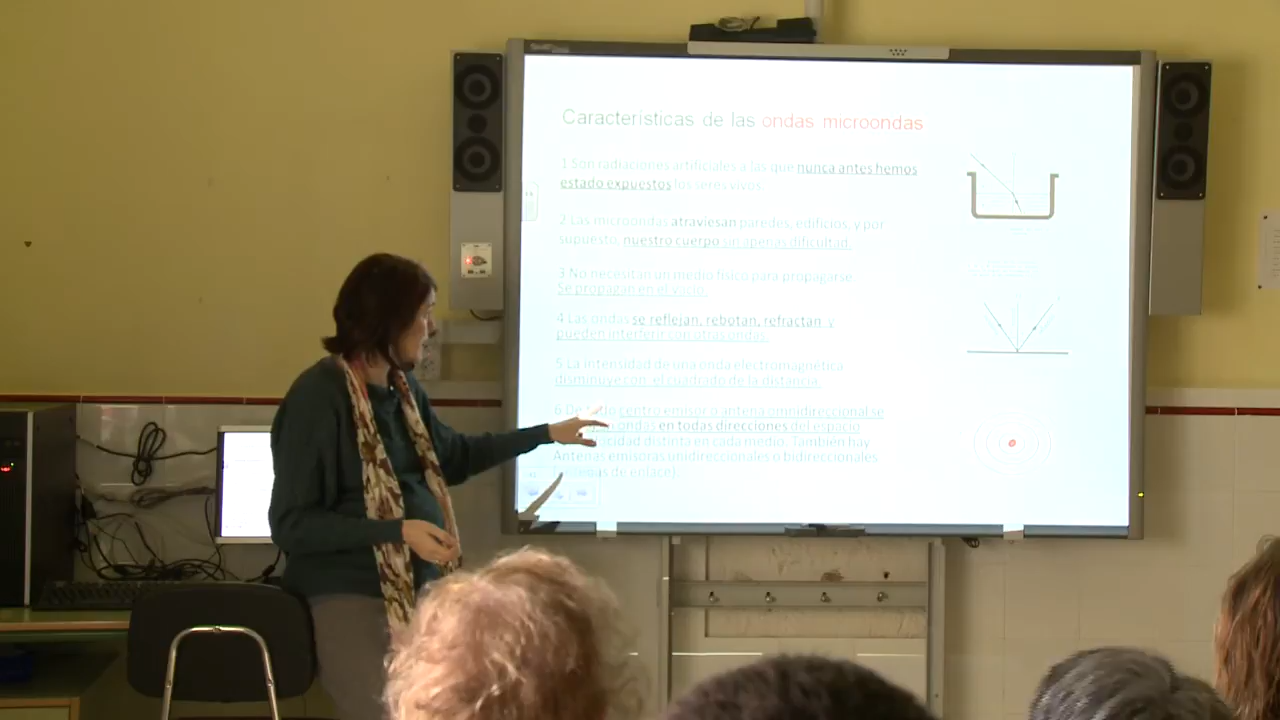 Características de las ondas microondas
1 Son radiaciones artificiales a las que nunca antes hemos
estado expuestos los seres vivos.
2 Las microondas atraviesan paredes, edificios, y por
supuesto, nuestro cuerpo sin apenas dificultad.
3 No necesitan un medio físico para propagarse.
Se propagan en el vacío.
4 Las ondas se reflejan, rebotan, refractan y
pueden interferir con otras ondas.
5 La intensidad de una onda electromagnética
disminuye con el cuadrado de la distancia.
6 De centro emisor o antena omnidireccional se
ondas en todas direcciones del espacio
distinta en cada medio. También hay
Antenas emisoras unidireccionales o bidireccionales
de enlace).